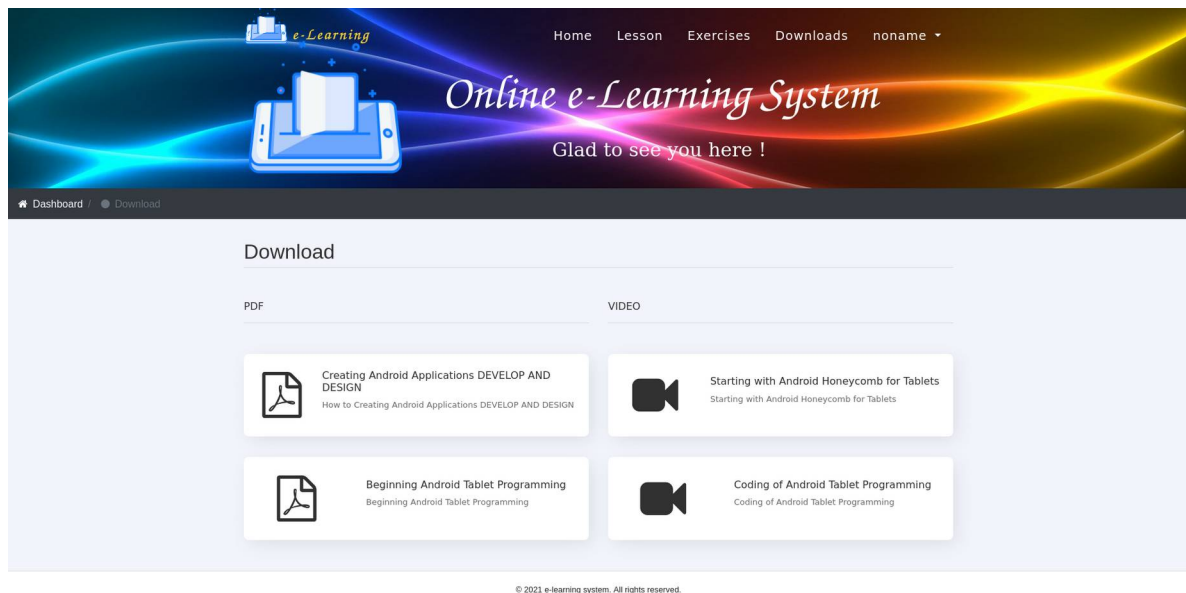 e-Learning
Home Lesson Exercises Downloads noname
Online e-Learning System
Glad to see you here !
Dashboard / Download
Download
PDF
VIDEO
Creating Android Applications DEVELOP AND
DESIGN
How to Creating Android Applications DEVELOP AND DESIGN
Starting with Android Honeycomb for Tablets
Starting with Android Honeycomb for Tablets
Beginning Android Tablet Programming
Beginning Android Tablet Programming
Coding of Android Tablet Programming
Coding of Android Tablet Programming
© 2021 e-learning system. All rights reserved.